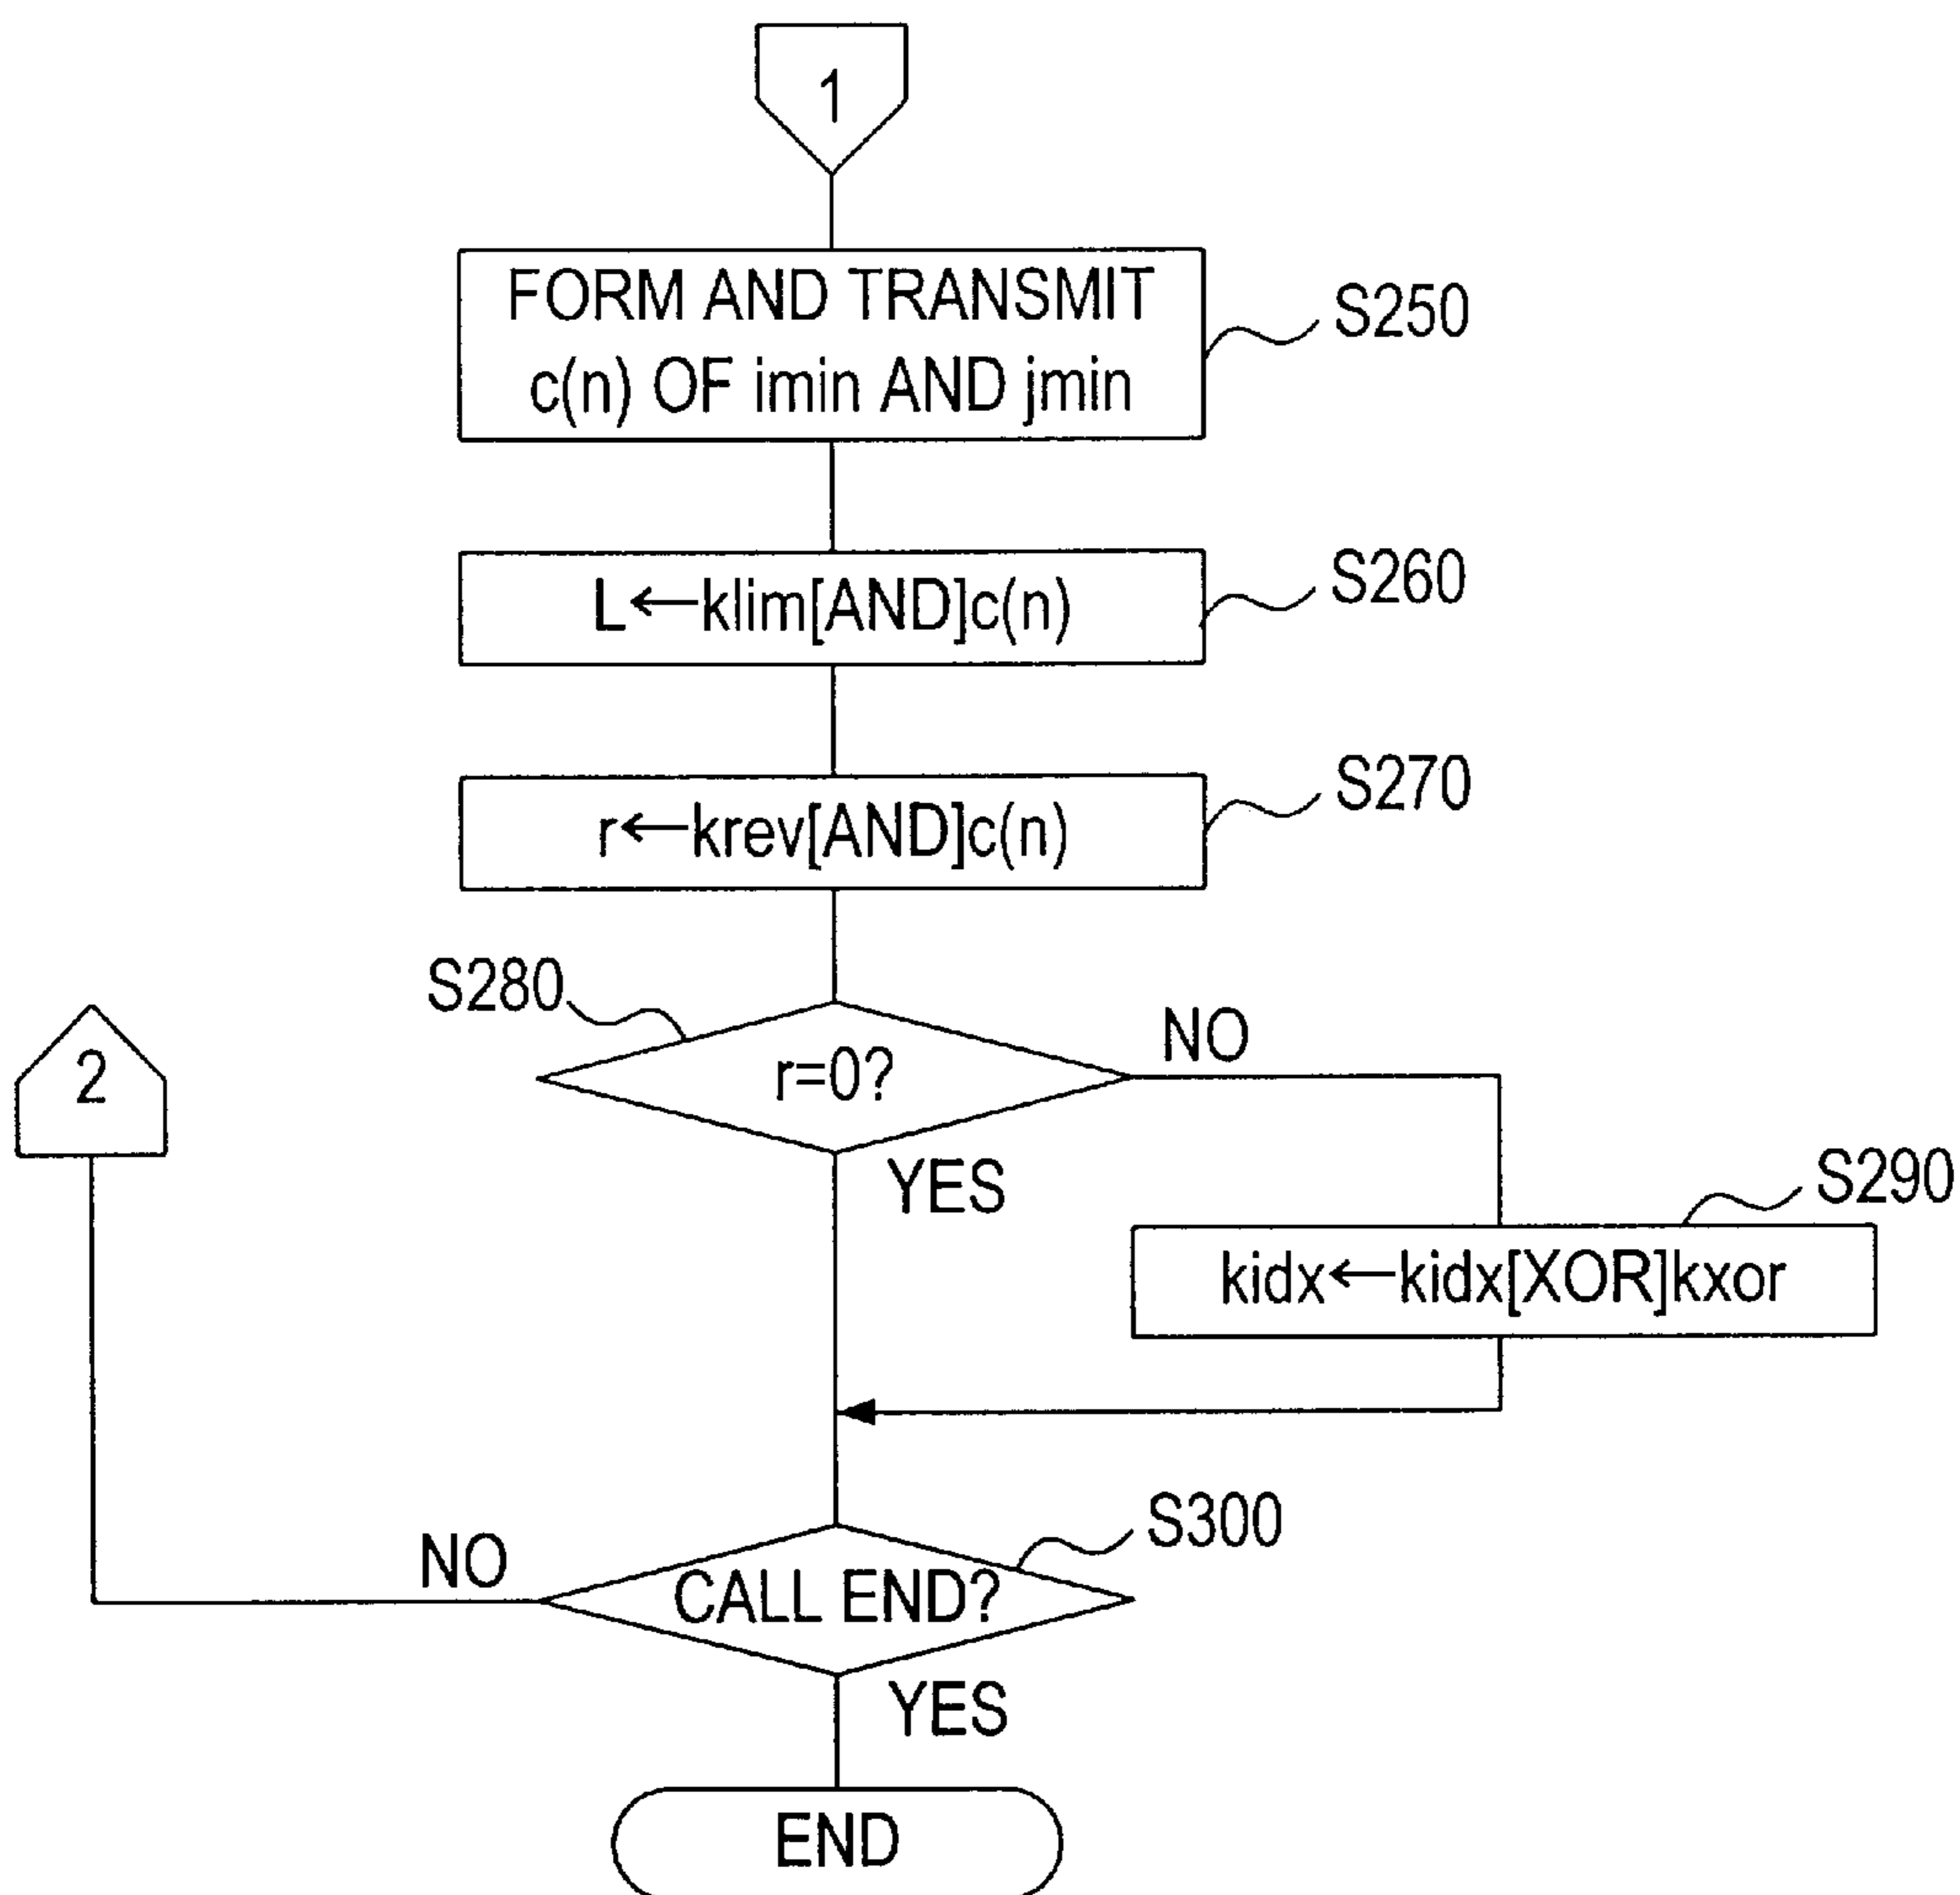 1
FORM AND TRANSMIT
c(n) OF imin AND jmin
S250
L←klim[AND]c(n)
S260
r←krev[AND]c(n)
S270
S280
r=0?
NO
YES
2
S290
kidx←kidx[XOR]kxor
S300
CALL END?
NO
YES
END